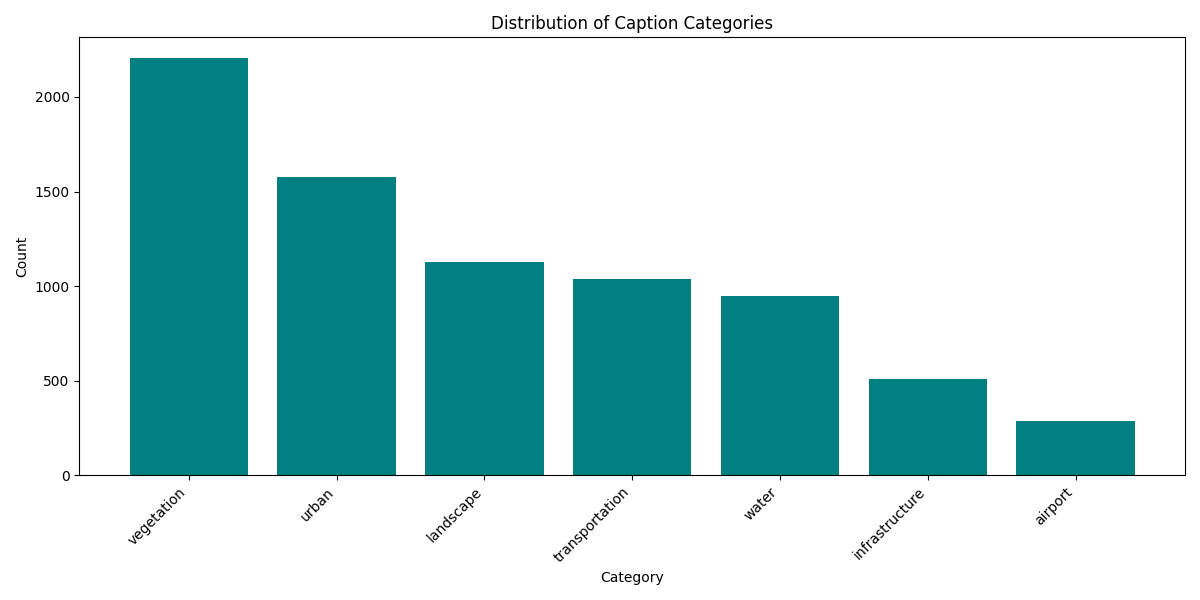 Distribution of Caption Categories
Count
2000
1500
1000
500
0
vegetation
urban
landscape
transportation
water
infrastructure
airport
Category